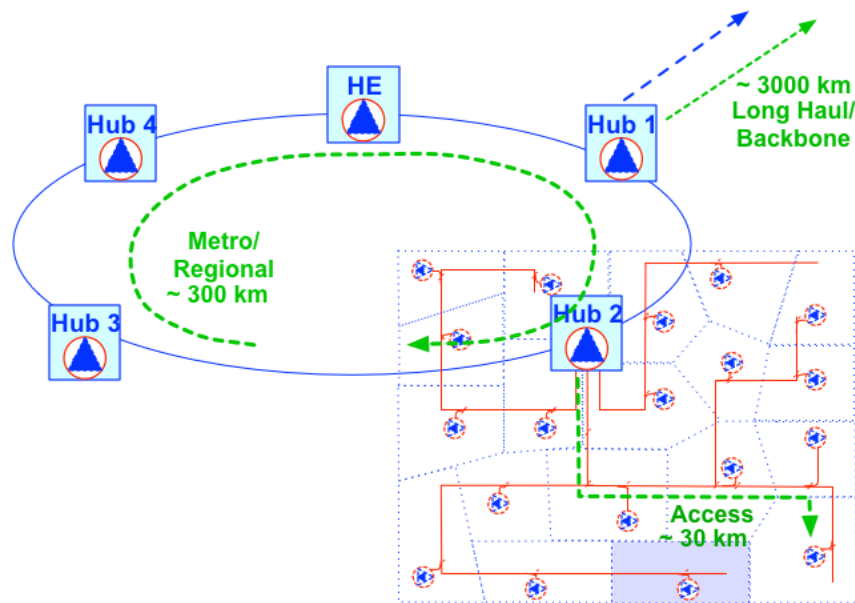 HE
Hub 4
Hub 1
~ 3000 km
Long Haul/
Backbone
Metro/
Regional
~ 300 km
Hub 3
Hub 2
Access
~ 30 km